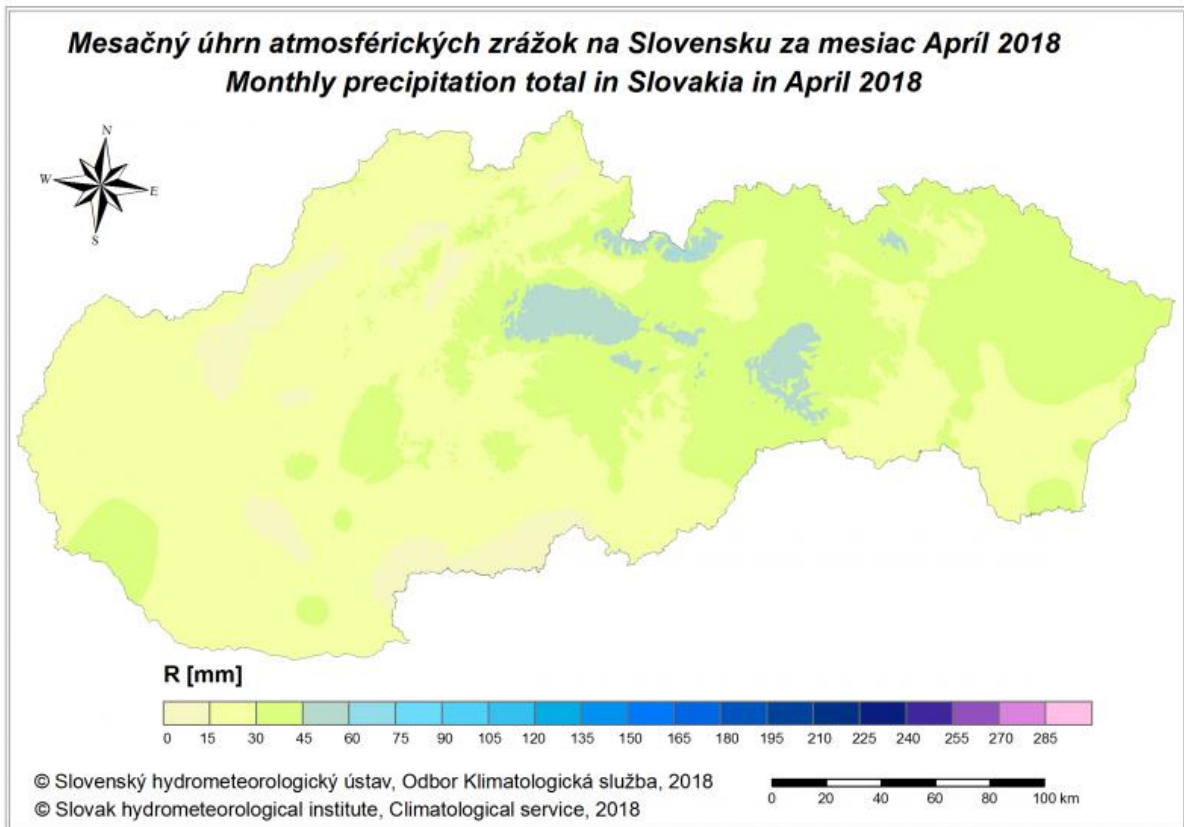 Mesačný úhrn atmosférických zrážok na Slovensku za mesiac Apríl 2018
Monthly precipitation total in Slovakia in April 2018
N
W
E
S
R [mm]
0 15 30 45 60 75 90 105 120 135 150 165 180 195 210 225 240 255 270 285
© Slovenský hydrometeorologický ústav, Odbor Klimatologická služba, 2018
© Slovak hydrometeorological institute, Climatological service, 2018
0 20 40 60 80 100 km